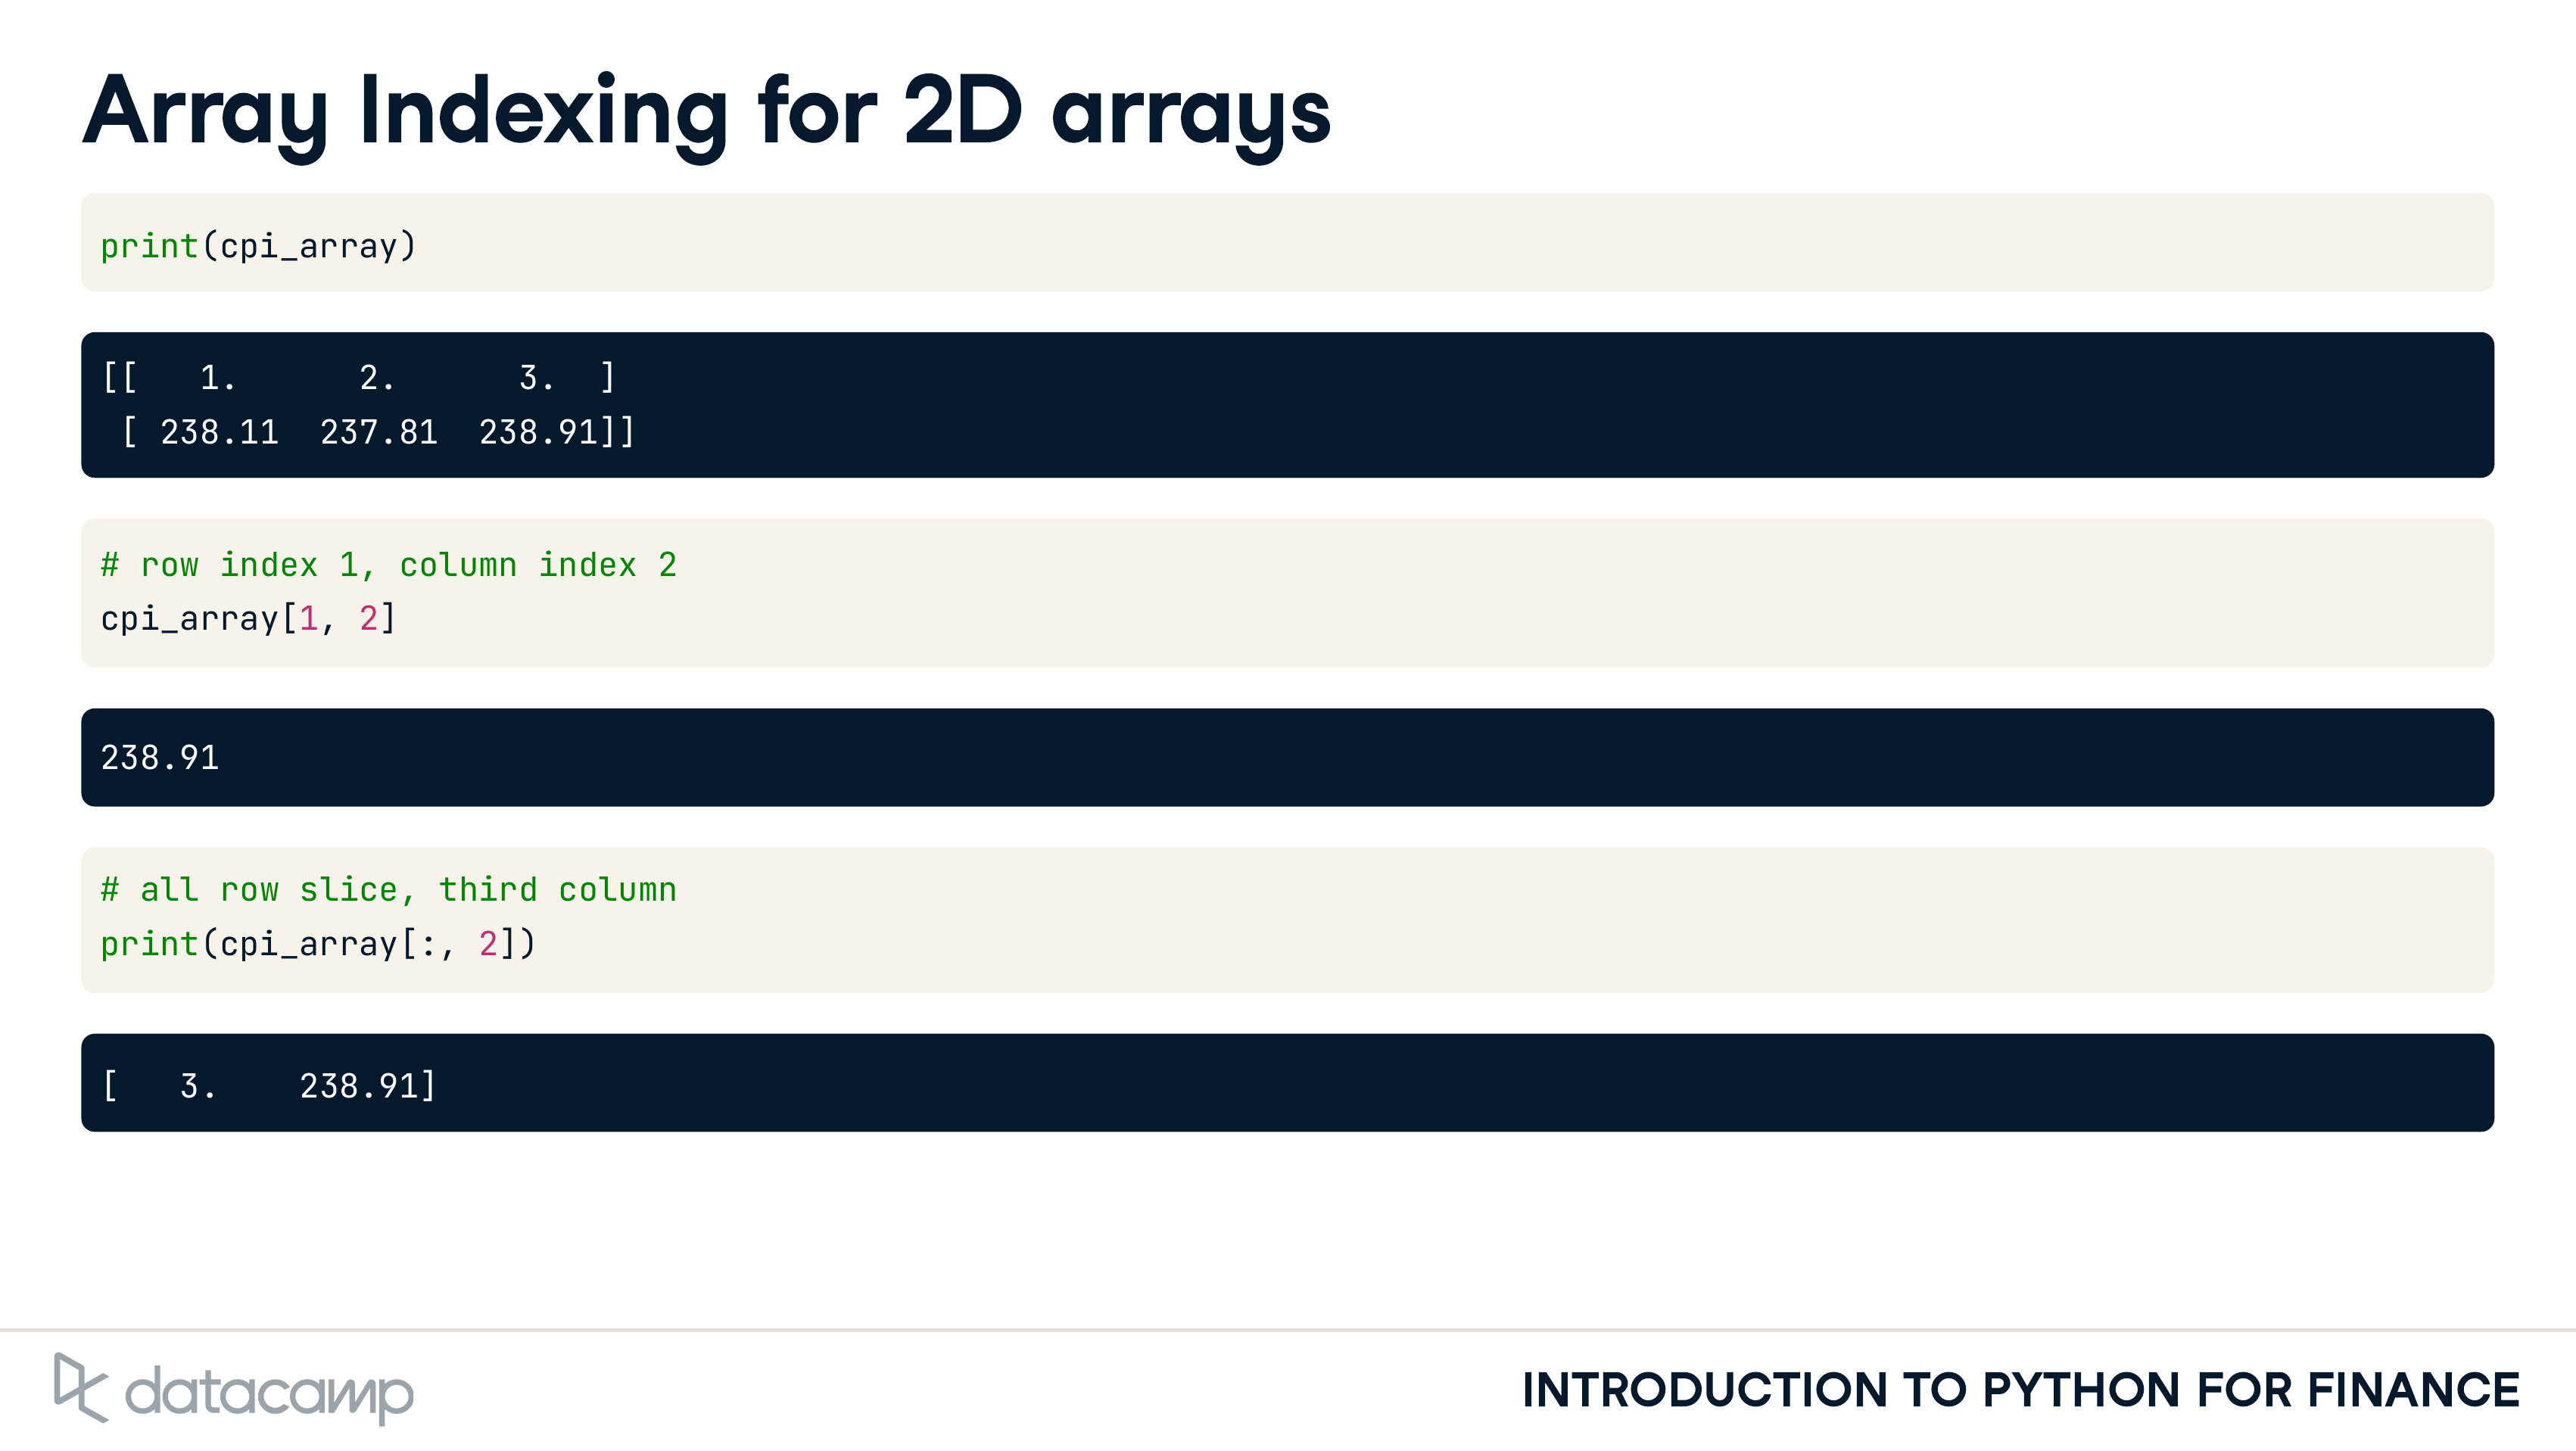 Array Indexing for 2D arrays
print(cpi_array)
[[   1.      2.      3.  ]
 [ 238.11  237.81  238.91]]
# row index 1, column index 2
cpi_array[1, 2]
238.91
# all row slice, third column
print(cpi_array[:, 2])
[   3.    238.91]
datacamp
INTRODUCTION TO PYTHON FOR FINANCE